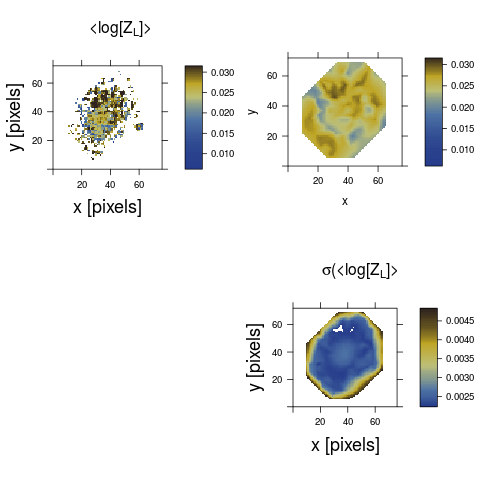 <log[Z_L]>
60
40
20
20 40 60
y [pixels]
x [pixels]
0.030
0.025
0.020
0.015
0.010
60
40
20
20 40 60
y
x
0.030
0.025
0.020
0.015
0.010
σ(<log[Z_L]>
60
40
20
20 40 60
y [pixels]
x [pixels]
0.0045
0.0040
0.0035
0.0030
0.0025